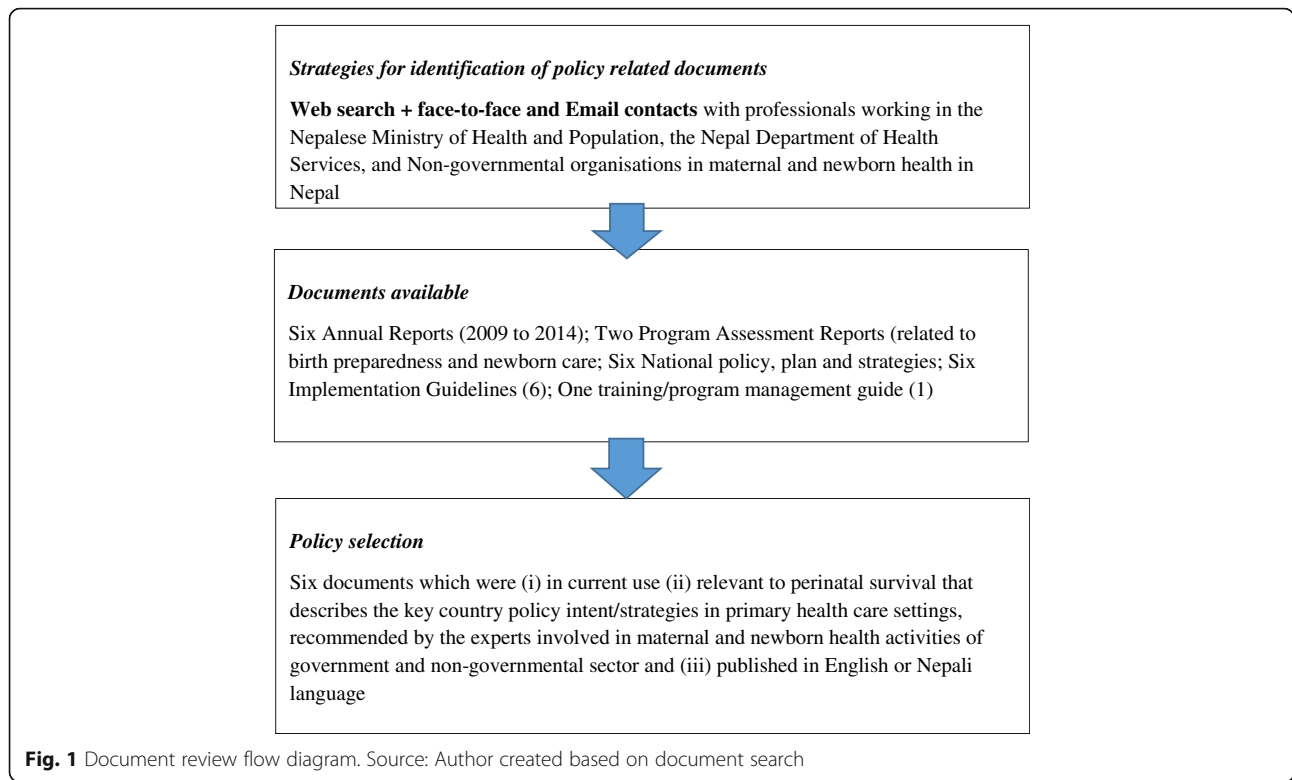 Strategies for identification of policy related documents
Web search + face-to-face and Email contacts with professionals working in the
Nepalese Ministry of Health and Population, the Nepal Department of Health
Services, and Non-governmental organisations in maternal and newborn health in
Nepal
Documents available
Six Annual Reports (2009 to 2014); Two Program Assessment Reports (related to
birth preparedness and newborn care; Six National policy, plan and strategies; Six
Implementation Guidelines (6); One training/program management guide (1)
Policy selection
Six documents which were (i) in current use (ii) relevant to perinatal survival that
describes the key country policy intent/strategies in primary health care settings,
recommended by the experts involved in maternal and newborn health activities of
government and non-governmental sector and (iii) published in English or Nepali
language
Fig. 1 Document review flow diagram. Source: Author created based on document search